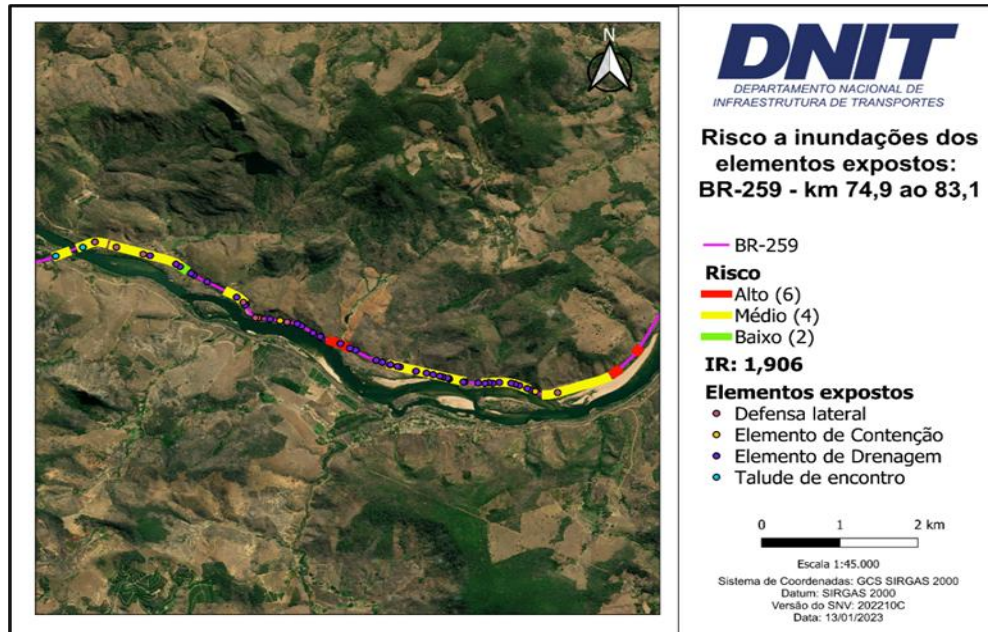 N
DNIT
DEPARTAMENTO NACIONAL DE
INFRAESTRUTURA DE TRANSPORTES
Risco a inundações dos
elementos expostos:
BR-259 - km 74,9 ao 83,1
BR-259
Risco
Alto (6)
Médio (4)
Baixo (2)
IR: 1,906
Elementos expostos
Defensa lateral
Elemento de Contenção
Elemento de Drenagem
Talude de encontro
0 1 2 km
Escala 1:45.000
Sistema de Coordenadas: GCS SIRGAS 2000
Datum: SIRGAS 2000
Versão do SNV: 202210C
Data: 13/01/2023